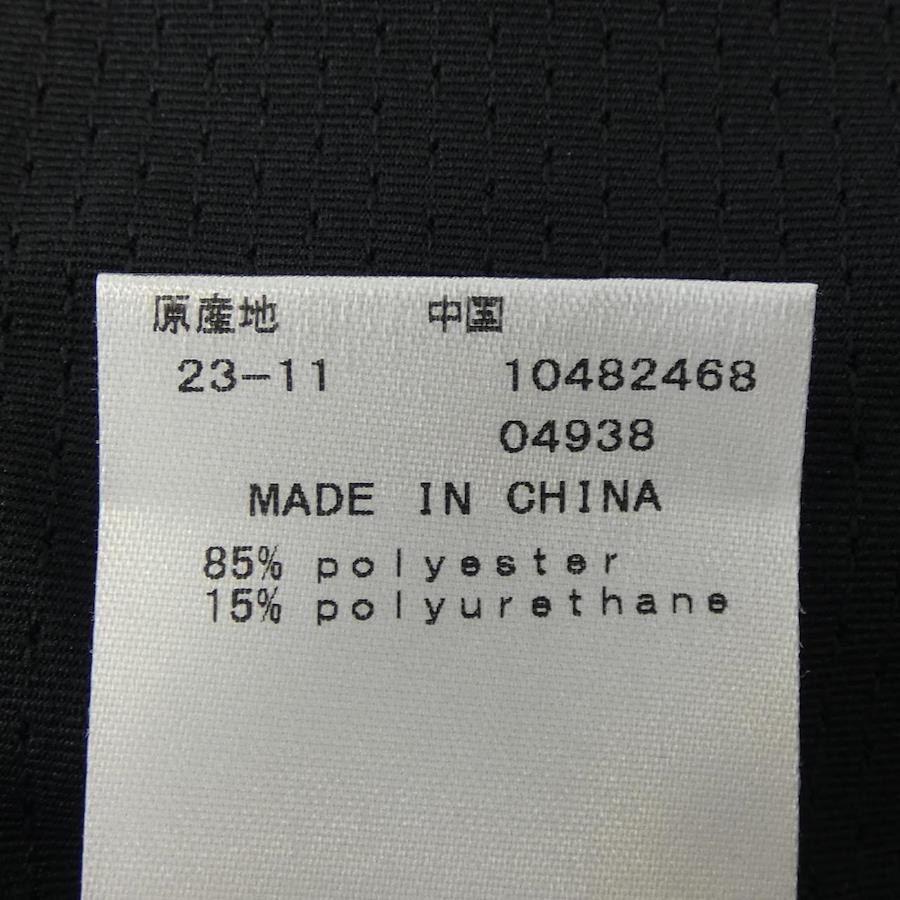 原産地 中国
23-11 10482468
04938
MADE IN CHINA
85% polyester
15% polyurethane